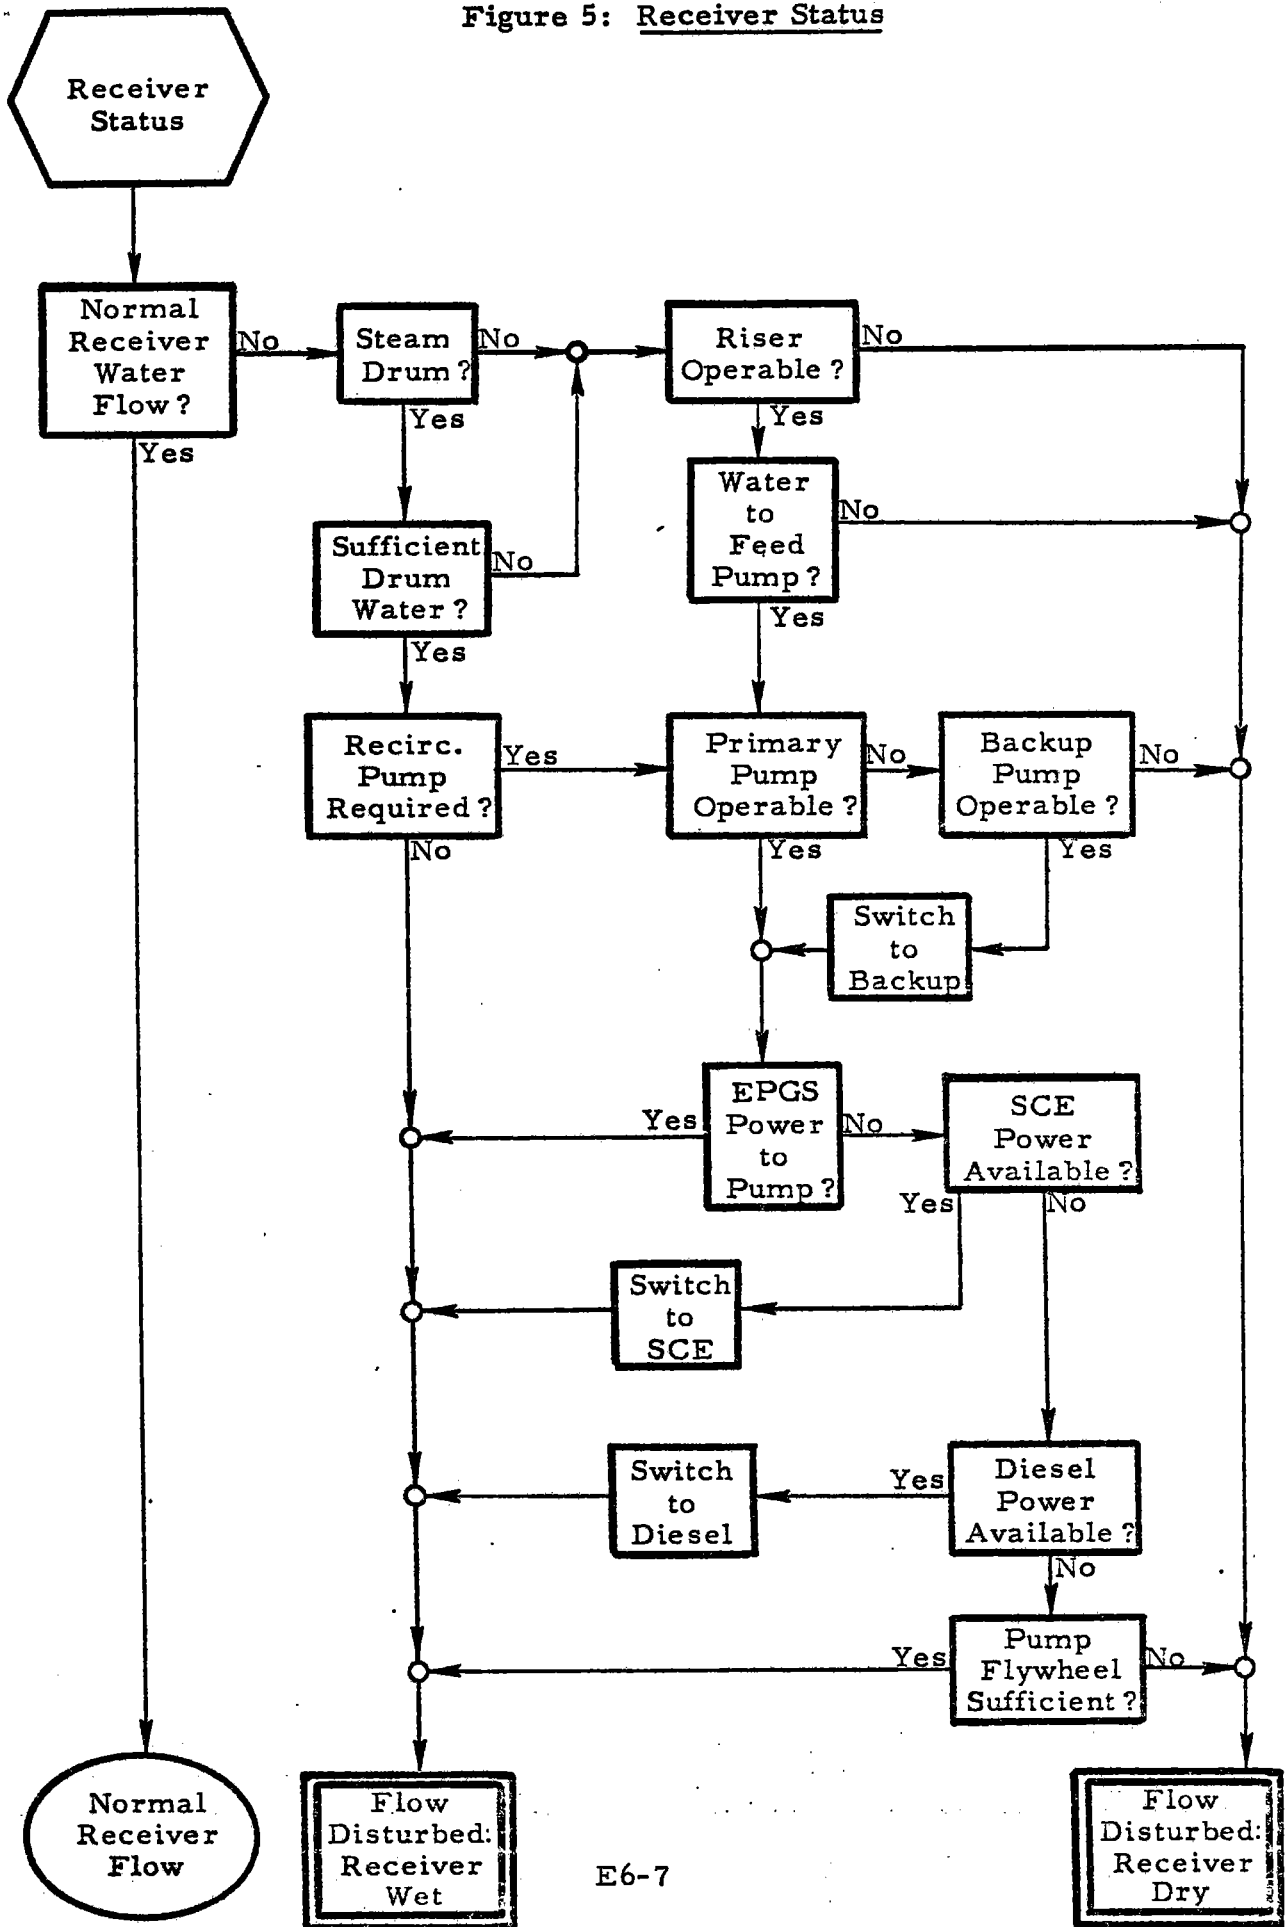 Figure 5: Receiver Status
Receiver
Status
Normal
Receiver
Water
Flow?
No
Yes
Steam
Drum?
No
Yes
Riser
Operable?
No
Yes
Water
to
Feed
Pump?
No
Yes
Sufficient
Drum
Water?
No
Yes
Recirc.
Pump
Required?
Yes
No
Primary
Pump
Operable?
No
Yes
Backup
Pump
Operable?
No
Yes
Switch
to
Backup
EPGS
Power
to
Pump?
Yes
No
SCE
Power
Available?
Yes
No
Switch
to
SCE
Switch
to
Diesel
Yes
Diesel
Power
Available?
No
Yes
Pump
Flywheel
Sufficient?
No
Normal
Receiver
Flow
Flow
Disturbed:
Receiver
Wet
E6-7
Flow
Disturbed:
Receiver
Dry